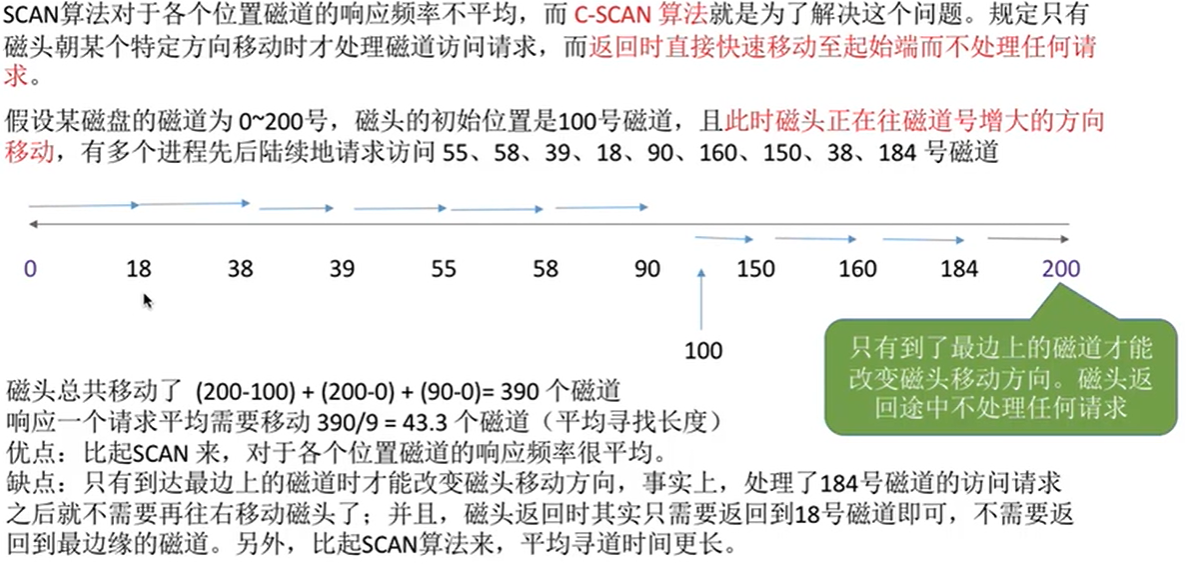 SCAN算法对于各个位置磁道的响应频率不平均，而 C-SCAN 算法就是为了解决这个问题。规定只有
磁头朝某个特定方向移动时才处理磁道访问请求，而返回时直接快速移动至起始端而不处理任何请
求。
假设某磁盘的磁道为 0~200号，磁头的初始位置是100号磁道，且此时磁头正在往磁道号增大的方向
移动，有多个进程先后陆续地请求访问 55、58、39、18、90、160、150、38、184 号磁道
0 18 38 39 55 58 90 150 160 184 200
100
只有到了最边上的磁道才能
改变磁头移动方向。磁头返
回途中不处理任何请求
磁头总共移动了 (200-100) + (200-0) + (90-0)= 390 个磁道
响应一个请求平均需要移动 390/9 = 43.3 个磁道（平均寻找长度）
优点：比起SCAN 来，对于各个位置磁道的响应频率很平均。
缺点：只有到达最边上的磁道时才能改变磁头移动方向，事实上，处理了184号磁道的访问请求
之后就不需要再往右移动磁头了；并且，磁头返回时其实只需要返回到18号磁道即可，不需要返
回到最边缘的磁道。另外，比起SCAN算法来，平均寻道时间更长。